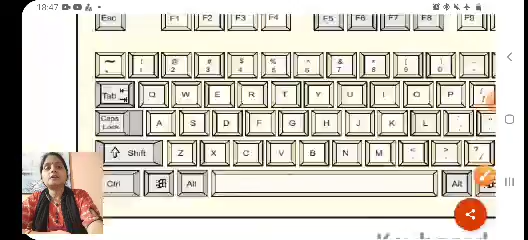 18:47
Esc F1 F2 F3 F4 F5 F6 F7 F8 F9
~ ! 1 @ 2 # 3 $ 4 % 5 ^ 6 & 7 * 8 ( 9 ) 0
Tab Q W E R T Y U I O P
Caps Lock A S D F G H J K L
Shift Z X C V B N M < > ? /
Ctrl Alt Alt
Keyboard